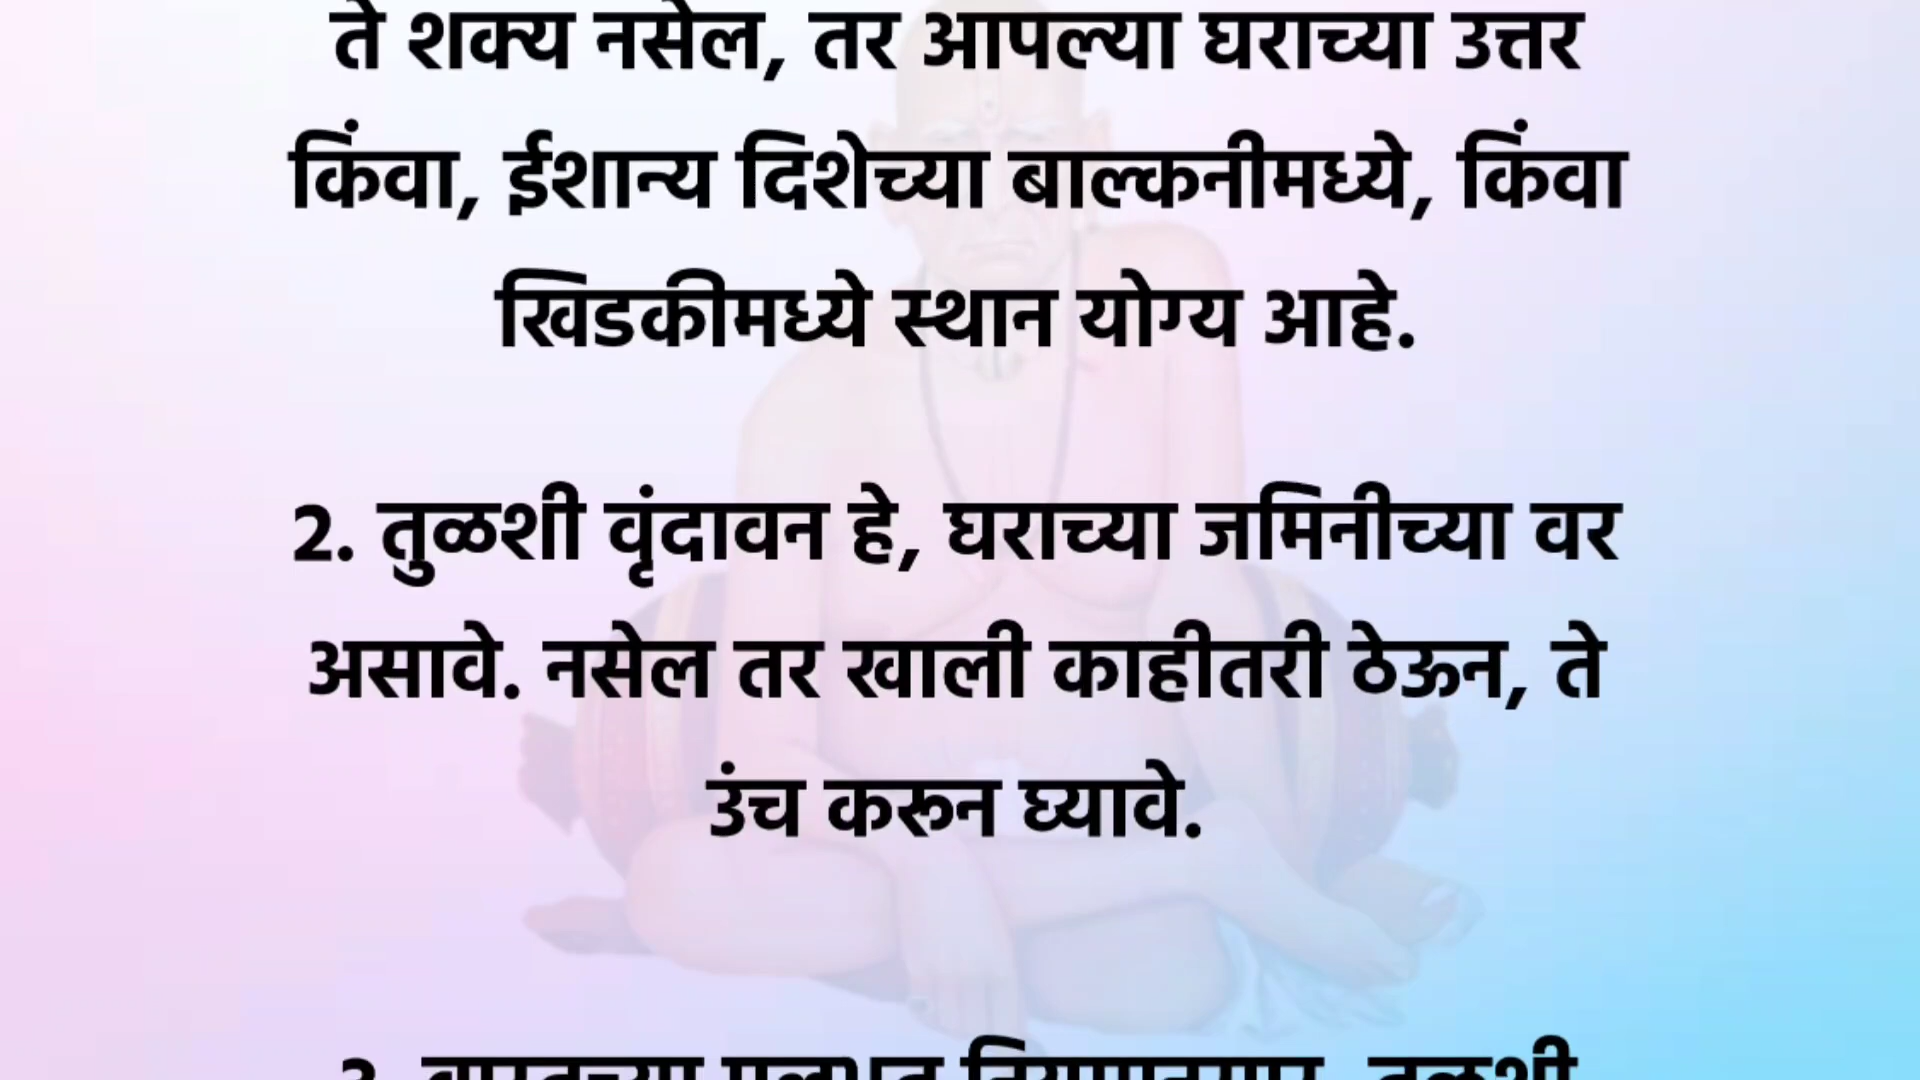 ते शक्य नसेल, तर आपल्या घराच्या उत्तर
किंवा, ईशान्य दिशेच्या बाल्कनीमध्ये, किंवा
खिडकीमध्ये स्थान योग्य आहे.
2. तुळशी वृंदावन हे, घराच्या जमिनीच्या वर
असावे. नसेल तर खाली काहीतरी ठेऊन, ते
उंच करून घ्यावे.